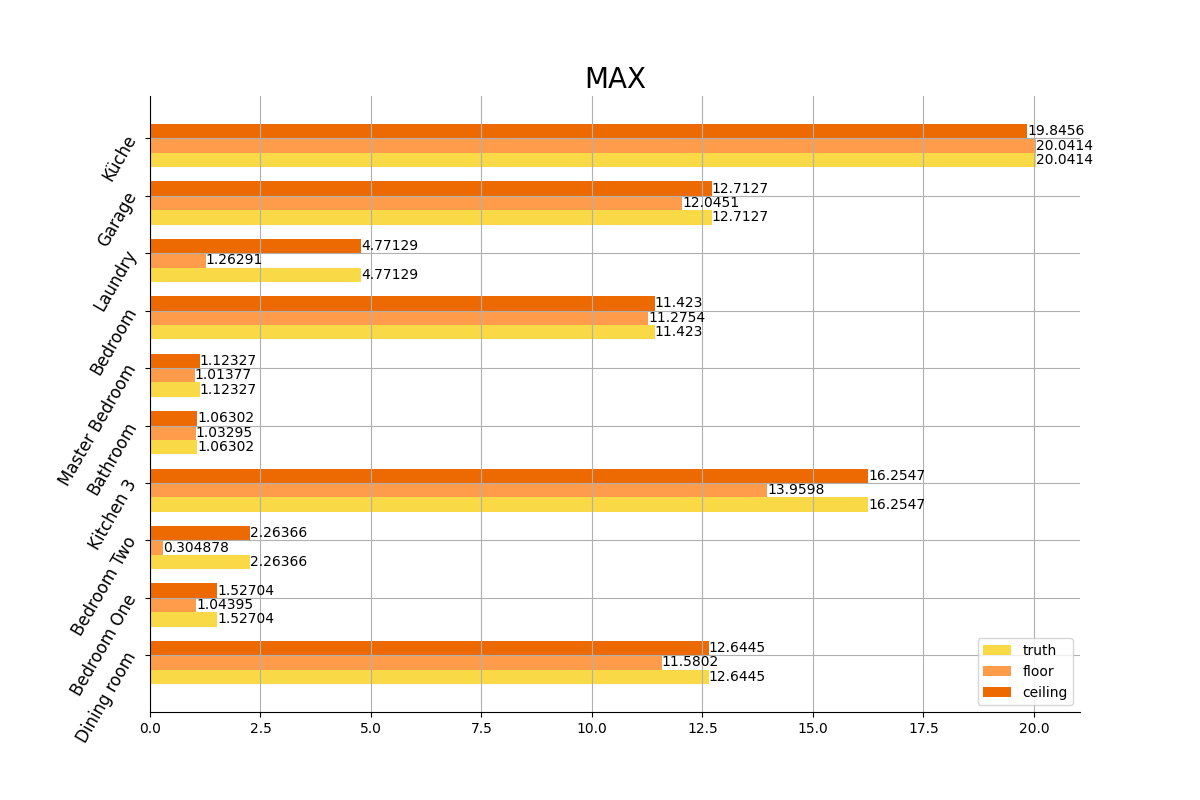 MAX
Küche
19.8456
20.0414
20.0414
Garage
12.7127
12.0451
12.7127
Laundry
4.77129
1.26291
4.77129
Bedroom
11.423
11.2754
11.423
Master Bedroom
1.12327
1.01377
1.12327
Bathroom
1.06302
1.03295
1.06302
Kitchen 3
16.2547
13.9598
16.2547
Bedroom Two
2.26366
0.304878
2.26366
Bedroom One
1.52704
1.04395
1.52704
Dining room
12.6445
11.5802
12.6445
truth
floor
ceiling
0.0 2.5 5.0 7.5 10.0 12.5 15.0 17.5 20.0